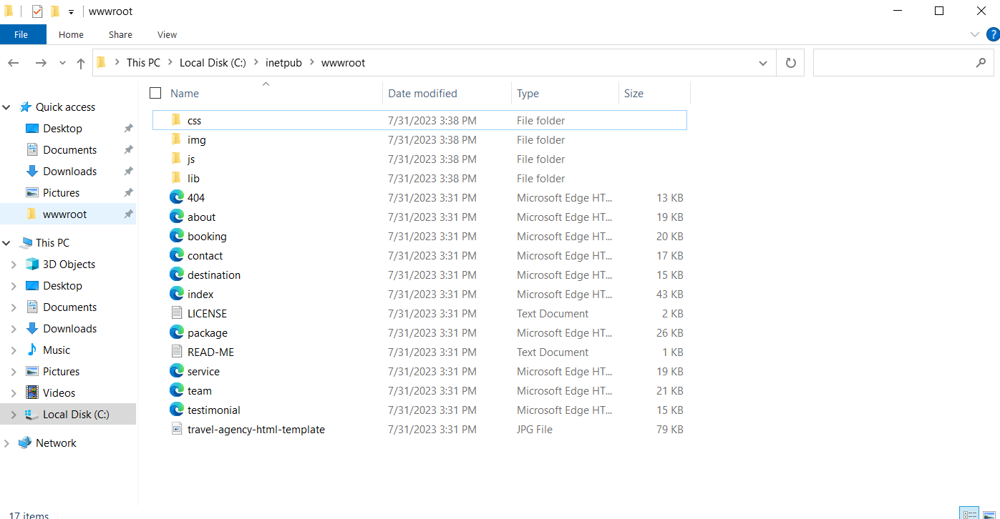 wwwroot
File Home Share View
?
This PC Local Disk (C:) inetpub wwwroot
Name Date modified Type Size
Quick access
Desktop
Documents
Downloads
Pictures
wwwroot
This PC
3D Objects
Desktop
Documents
Downloads
Music
Pictures
Videos
Local Disk (C:)
Network
css 7/31/2023 3:38 PM File folder
img 7/31/2023 3:38 PM File folder
js 7/31/2023 3:38 PM File folder
lib 7/31/2023 3:38 PM File folder
404 7/31/2023 3:31 PM Microsoft Edge HT... 13 KB
about 7/31/2023 3:31 PM Microsoft Edge HT... 19 KB
booking 7/31/2023 3:31 PM Microsoft Edge HT... 20 KB
contact 7/31/2023 3:31 PM Microsoft Edge HT... 17 KB
destination 7/31/2023 3:31 PM Microsoft Edge HT... 15 KB
index 7/31/2023 3:31 PM Microsoft Edge HT... 43 KB
LICENSE 7/31/2023 3:31 PM Text Document 2 KB
package 7/31/2023 3:31 PM Microsoft Edge HT... 26 KB
READ-ME 7/31/2023 3:31 PM Text Document 1 KB
service 7/31/2023 3:31 PM Microsoft Edge HT... 19 KB
team 7/31/2023 3:31 PM Microsoft Edge HT... 21 KB
testimonial 7/31/2023 3:31 PM Microsoft Edge HT... 15 KB
travel-agency-html-template 7/31/2023 3:31 PM JPG File 79 KB
17 items